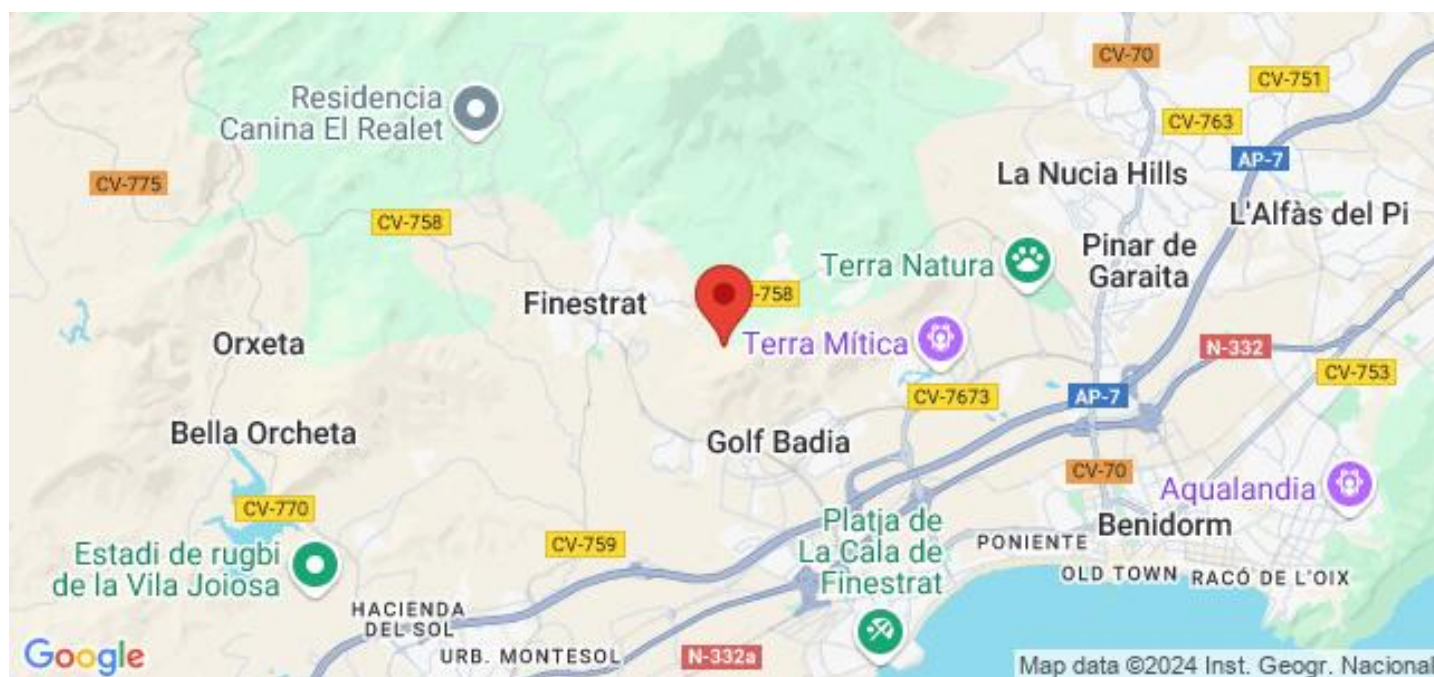 CV-70
CV-751
Residencia
Canina El Realet
CV-763
AP-7
La Nucia Hills
CV-775
CV-758
L'Alfàs del Pi
Pinar de
Garaita
Terra Natura
-758
Finestrat
Orxeta
Terra Mítica
N-332
CV-753
CV-7673
AP-7
Bella Orcheta
Golf Badia
CV-70
Aqualandia
CV-770
Platja de
La Cala de
Finestrat
Benidorm
PONIENTE
CV-759
Estadi de rugbi
de la Vila Joiosa
OLD TOWN
RACÓ DE L'OIX
HACIENDA
DEL SOL
URB. MONTESOL
N-332a
Google
Map data ©2024 Inst. Geogr. Nacional